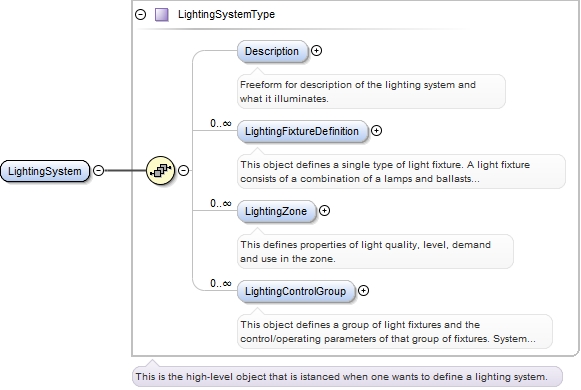 LightingSystemType
Description
Freeform for description of the lighting system and
what it illuminates.
0..∞
LightingFixtureDefinition
This object defines a single type of light fixture. A light fixture
consists of a combination of a lamps and ballasts...
LightingSystem
0..∞
LightingZone
This defines properties of light quality, level, demand
and use in the zone.
0..∞
LightingControlGroup
This object defines a group of light fixtures and the
control/operating parameters of that group of fixtures. System...
This is the high-level object that is istanced when one wants to define a lighting system.